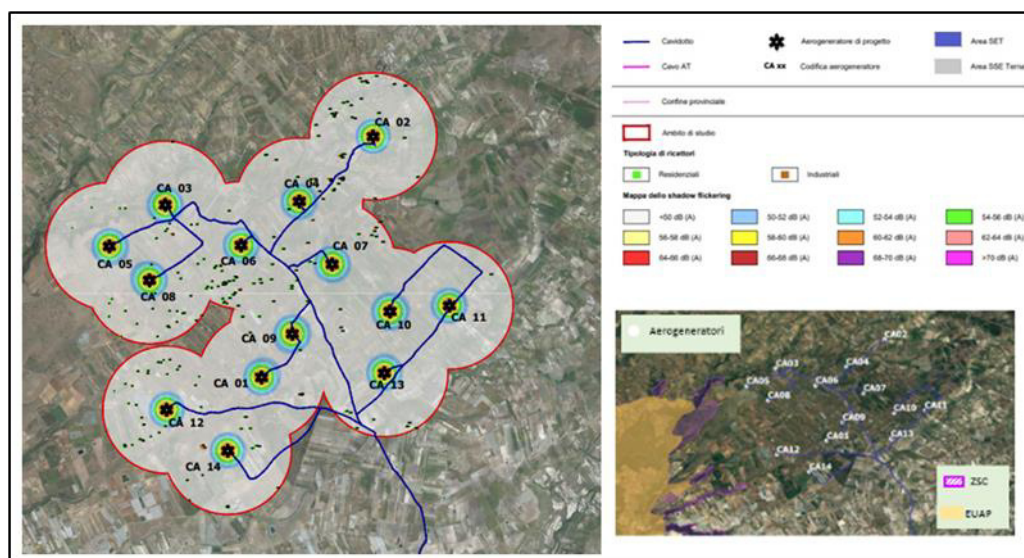 CA 02
CA 03
CA 04
CA 05
CA 06
CA 07
CA 08
CA 10
CA 11
CA 09
CA 01
CA 13
CA 12
CA 14
Cavidotto
Aerogeneratore di progetto
Area SET
Cavo AT
CA xx
Codifica aerogeneratore
Area SSE Terna
Confine provinciale
Ambito di studio
Tipologia di ricettori
Residenziali
Industriali
Mappa dello shadow flickering
<50 dB (A)
50-52 dB (A)
52-54 dB (A)
54-56 dB (A)
56-58 dB (A)
58-60 dB (A)
60-62 dB (A)
62-64 dB (A)
64-66 dB (A)
66-68 dB (A)
68-70 dB (A)
>70 dB (A)
Aerogeneratori
CA02
CA03
CA04
CA05
CA06
CA07
CA08
CA10
CA11
CA09
CA01
CA13
CA12
CA14
ZSC
EUAP